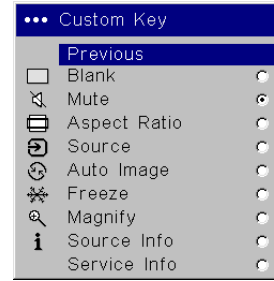 ••• Custom Key
Previous
Blank
Mute
Aspect Ratio
Source
Auto Image
Freeze
Magnify
Source Info
Service Info